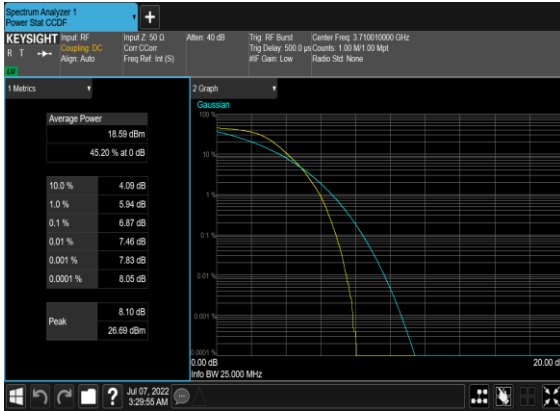 Spectrum Analyzer 1
Power Stat CCDF
+
KEYSIGHT
R T
Input: RF
Coupling: DC
Align: Auto
Input Z: 50 Ω
Corr CCorr
Freq Ref: Int (S)
Atten: 40 dB
Trig: RF Burst
Trig Delay: 500.0 µs
#IF Gain: Low
Center Freq: 3.710010000 GHz
Counts: 1.00 M/1.00 Mpt
Radio Std: None
1 Metrics
Average Power
18.59 dBm
45.20 % at 0 dB
10.0 % 4.09 dB
1.0 % 5.94 dB
0.1 % 6.87 dB
0.01 % 7.46 dB
0.001 % 7.83 dB
0.0001 % 8.05 dB
Peak
8.10 dB
26.69 dBm
2 Graph
Gaussian
100 %
10 %
1 %
0.1 %
0.01 %
0.001 %
0.0001 %
0.00 dB
20.00 d
Info BW 25.000 MHz
?
Jul 07, 2022
3:29:55 AM